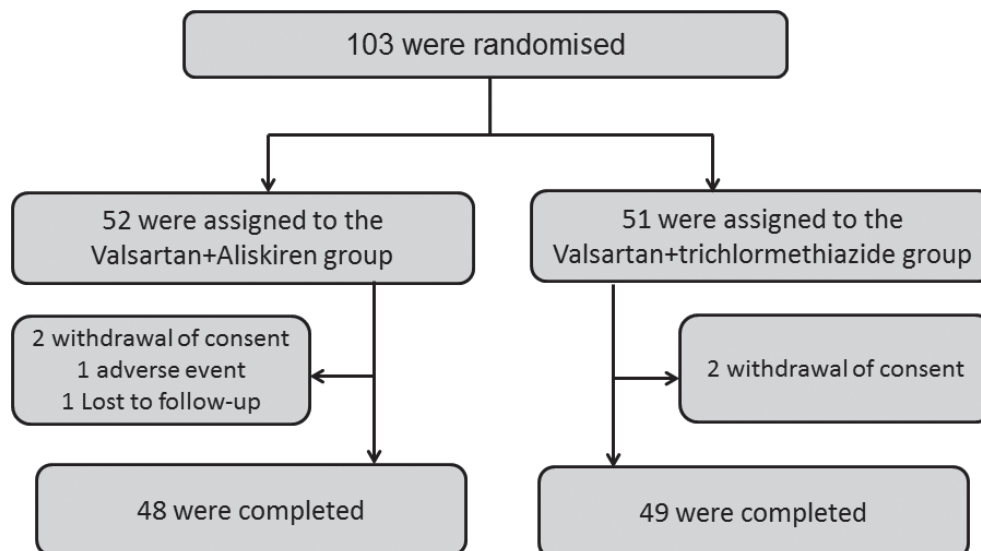 103 were randomised
52 were assigned to the
Valsartan+Aliskiren group
51 were assigned to the
Valsartan+trichlormethiazide group
2 withdrawal of consent
1 adverse event
1 Lost to follow-up
2 withdrawal of consent
48 were completed
49 were completed